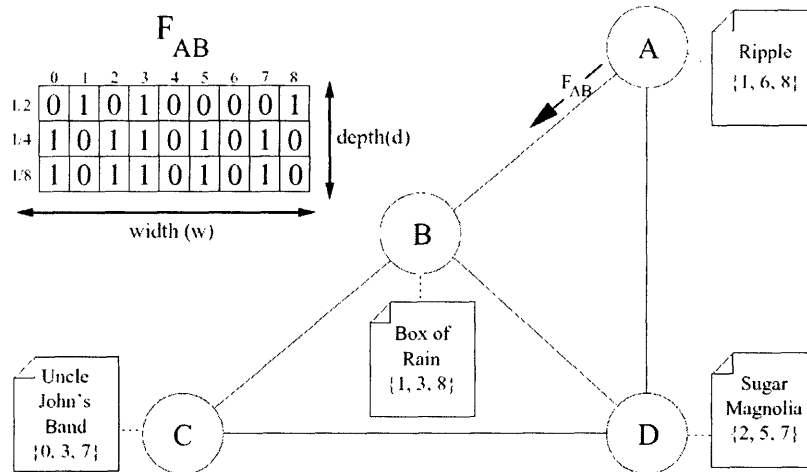 F_AB
0 1 2 3 4 5 6 7 8
1/2 0 1 0 1 0 0 0 0 1
1/4 1 0 1 1 0 1 0 1 0
1/8 1 0 1 1 0 1 0 1 0
depth(d)
width (w)
A
F_AB
Ripple
{1, 6, 8}
B
Box of
Rain
{1, 3, 8}
Uncle
John's
Band
{0, 3, 7}
C
D
Sugar
Magnolia
{2, 5, 7}